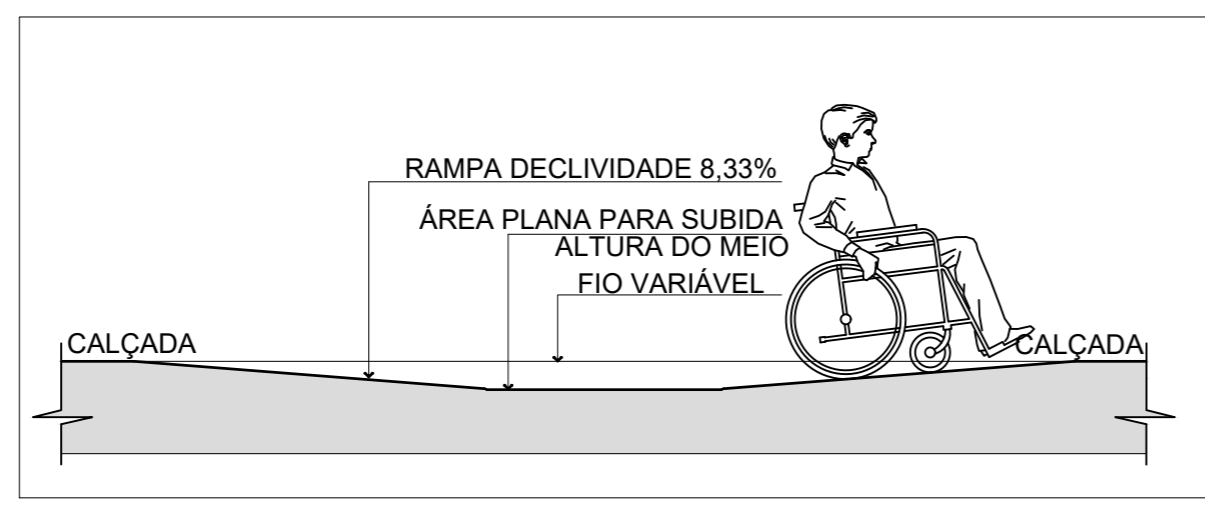 RAMPA DECLIVIDADE 8,33%
ÁREA PLANA PARA SUBIDA
ALTURA DO MEIO
FIO VARIÁVEL
CALÇADA
CALÇADA